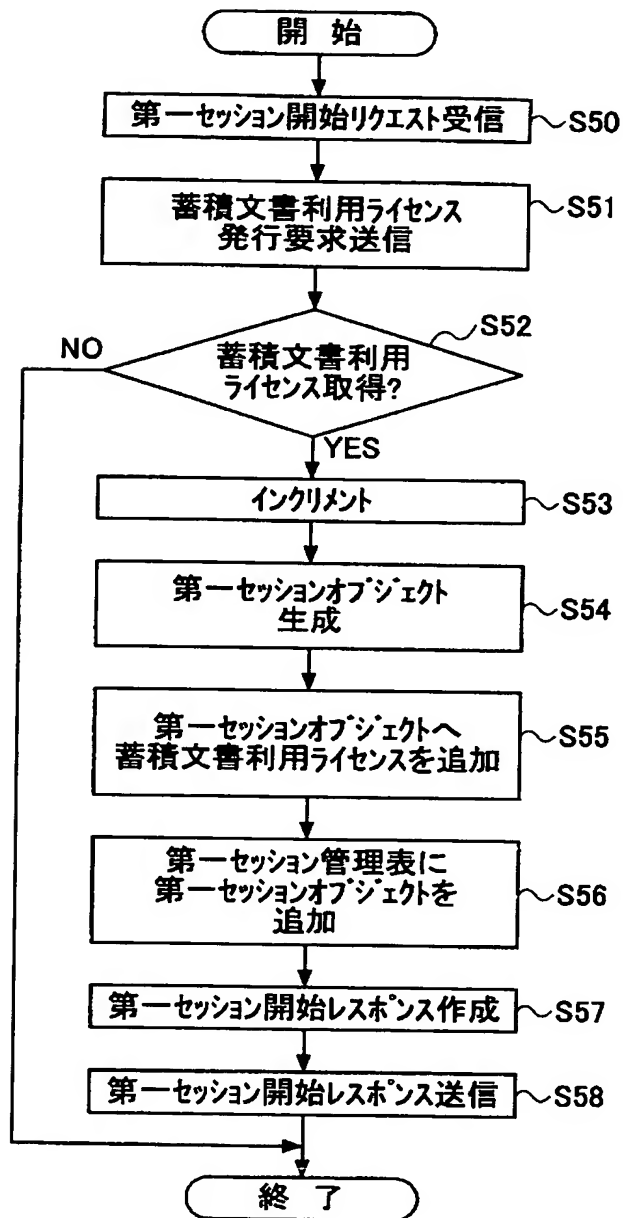 開 始
第一セッション開始リクエスト受信
S50
蓄積文書利用ライセンス
発行要求送信
S51
S52
NO
蓄積文書利用
ライセンス取得?
YES
インクリメント
S53
第一セッションオブジェクト
生成
S54
第一セッションオブジェクトへ
蓄積文書利用ライセンスを追加
S55
第一セッション管理表に
第一セッションオブジェクトを
追加
S56
第一セッション開始レスポンス作成
S57
第一セッション開始レスポンス送信
S58
終 了